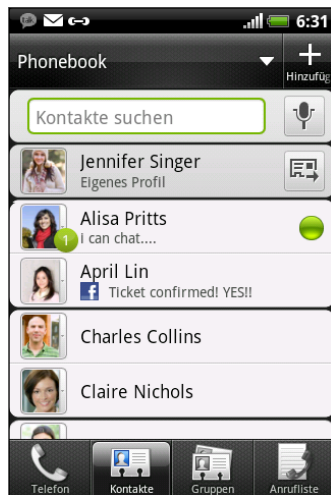 6:31
Phonebook
Hinzufüg
Kontakte suchen
Jennifer Singer
Eigenes Profil
Alisa Pritts
1
i can chat....
April Lin
f Ticket confirmed! YES!!
Charles Collins
Claire Nichols
Telefon Kontakte Gruppen Anrufliste